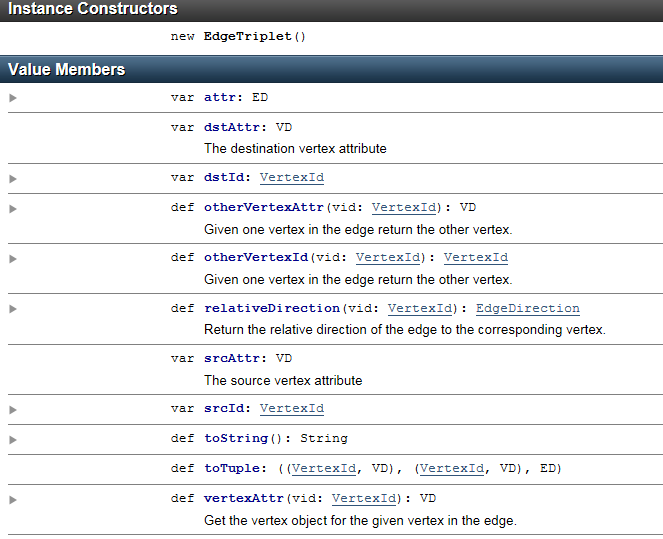 Instance Constructors
new EdgeTriplet()
Value Members
var attr: ED
var dstAttr: VD
The destination vertex attribute
var dstId: VertexId
def otherVertexAttr(vid: VertexId): VD
Given one vertex in the edge return the other vertex.
def otherVertexId(vid: VertexId): VertexId
Given one vertex in the edge return the other vertex.
def relativeDirection(vid: VertexId): EdgeDirection
Return the relative direction of the edge to the corresponding vertex.
var srcAttr: VD
The source vertex attribute
var srcId: VertexId
def toString(): String
def toTuple: ((VertexId, VD), (VertexId, VD), ED)
def vertexAttr(vid: VertexId): VD
Get the vertex object for the given vertex in the edge.